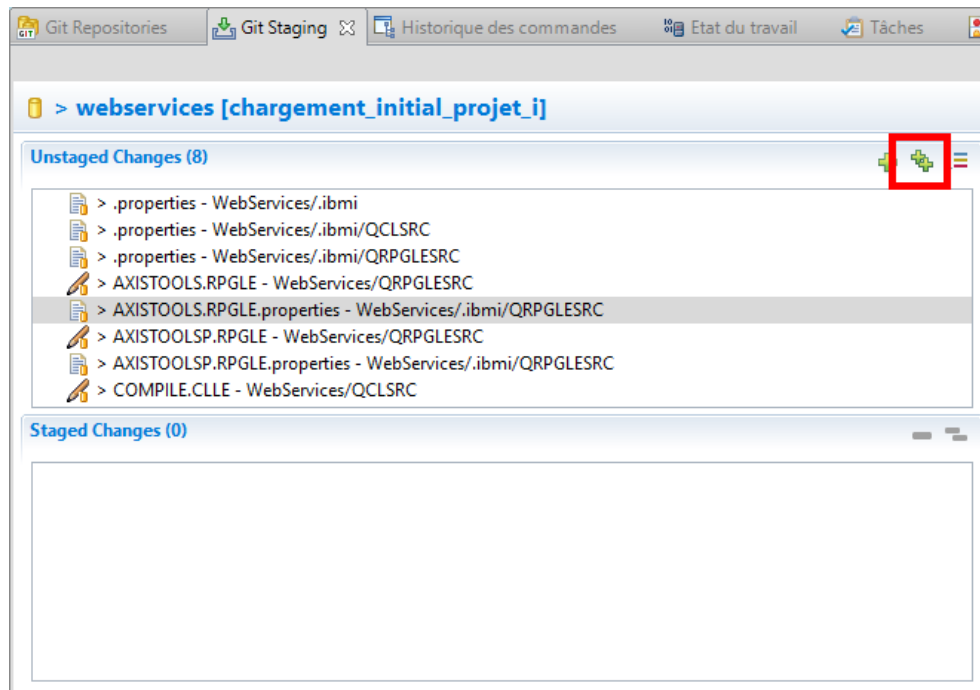 GIT Git Repositories Git Staging Historique des commandes Etat du travail Tâches
> webservices [chargement_initial_projet_i]
Unstaged Changes (8)
> .properties - WebServices/.ibmi
> .properties - WebServices/.ibmi/QCLSRC
> .properties - WebServices/.ibmi/QRPGLESRC
> AXISTOOLS.RPGLE - WebServices/QRPGLESRC
> AXISTOOLS.RPGLE.properties - WebServices/.ibmi/QRPGLESRC
> AXISTOOLSP.RPGLE - WebServices/QRPGLESRC
> AXISTOOLSP.RPGLE.properties - WebServices/.ibmi/QRPGLESRC
> COMPILE.CLLE - WebServices/QCLSRC
Staged Changes (0)